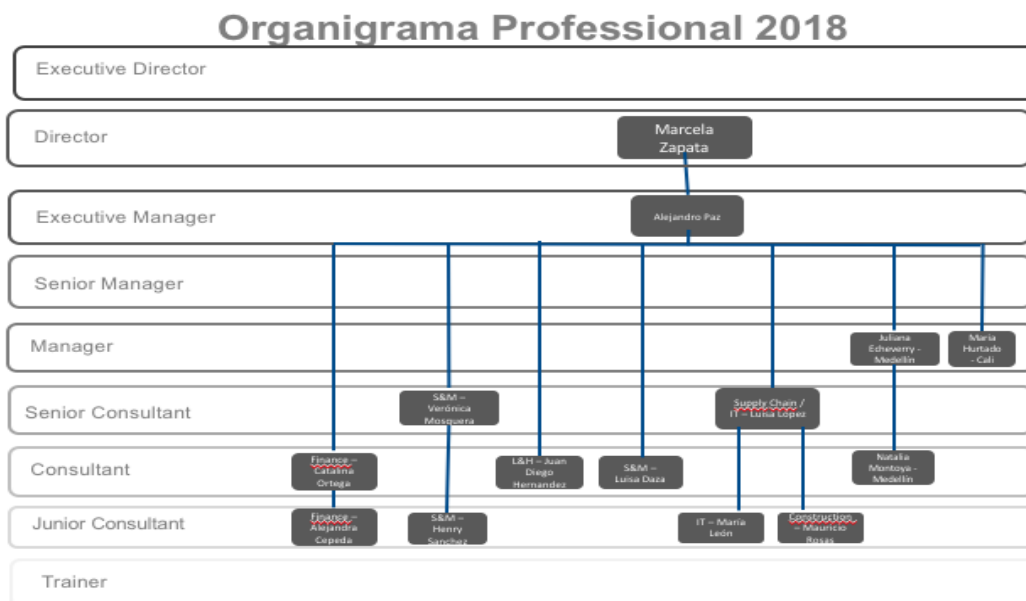 Organigrama Professional 2018
Executive Director
Director
Marcela
Zapata
Executive Manager
Alejandro Paz
Senior Manager
Manager
Juliana
Echeverry -
Medellín
Maria
Hurtado
- Cali
Senior Consultant
S&M –
Verónica
Mosquera
Supply Chain /
IT – Luisa López
Consultant
Finance –
Catalina
Ortega
L&H – Juan
Diego
Hernandez
S&M –
Luisa Daza
Natalia
Montoya -
Medellín
Junior Consultant
Finance –
Alejandra
Cepeda
S&M –
Henry
Sanchez
IT – María
León
Construction
– Mauricio
Rosas
Trainer